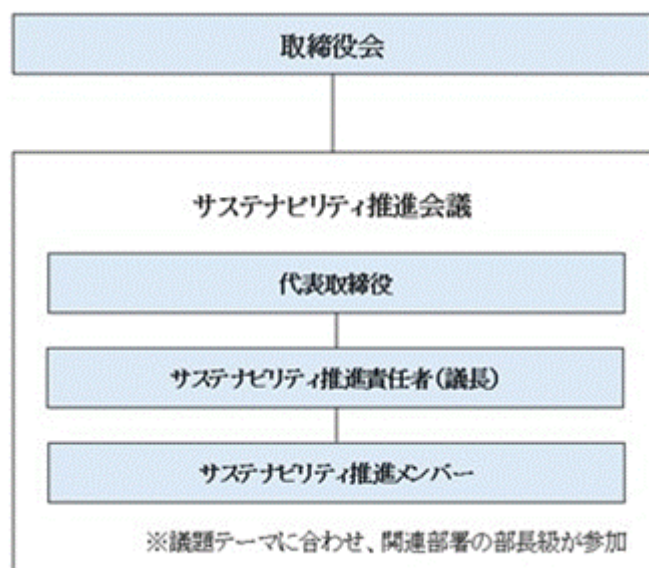 取締役会
サステナビリティ推進会議
代表取締役
サステナビリティ推進責任者(議長)
サステナビリティ推進メンバー
※議題テーマに合わせ、関連部署の部長級が参加